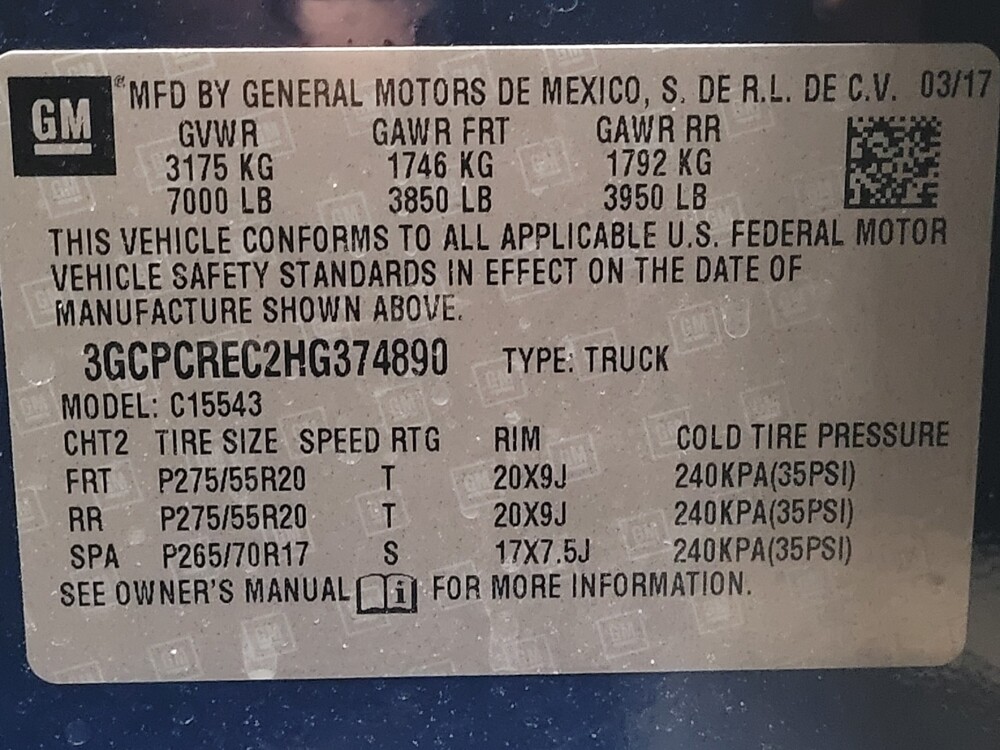 GM ® MFD BY GENERAL MOTORS DE MEXICO, S. DE R.L. DE C.V. 03/17
GVWR GAWR FRT GAWR RR
3175 KG 1746 KG 1792 KG
7000 LB 3850 LB 3950 LB
THIS VEHICLE CONFORMS TO ALL APPLICABLE U.S. FEDERAL MOTOR
VEHICLE SAFETY STANDARDS IN EFFECT ON THE DATE OF
MANUFACTURE SHOWN ABOVE.
3GCPCREC2HG374890 TYPE: TRUCK
MODEL: C15543
CHT2 TIRE SIZE SPEED RTG RIM COLD TIRE PRESSURE
FRT P275/55R20 T 20X9J 240KPA(35PSI)
RR P275/55R20 T 20X9J 240KPA(35PSI)
SPA P265/70R17 S 17X7.5J 240KPA(35PSI)
SEE OWNER'S MANUAL i FOR MORE INFORMATION.